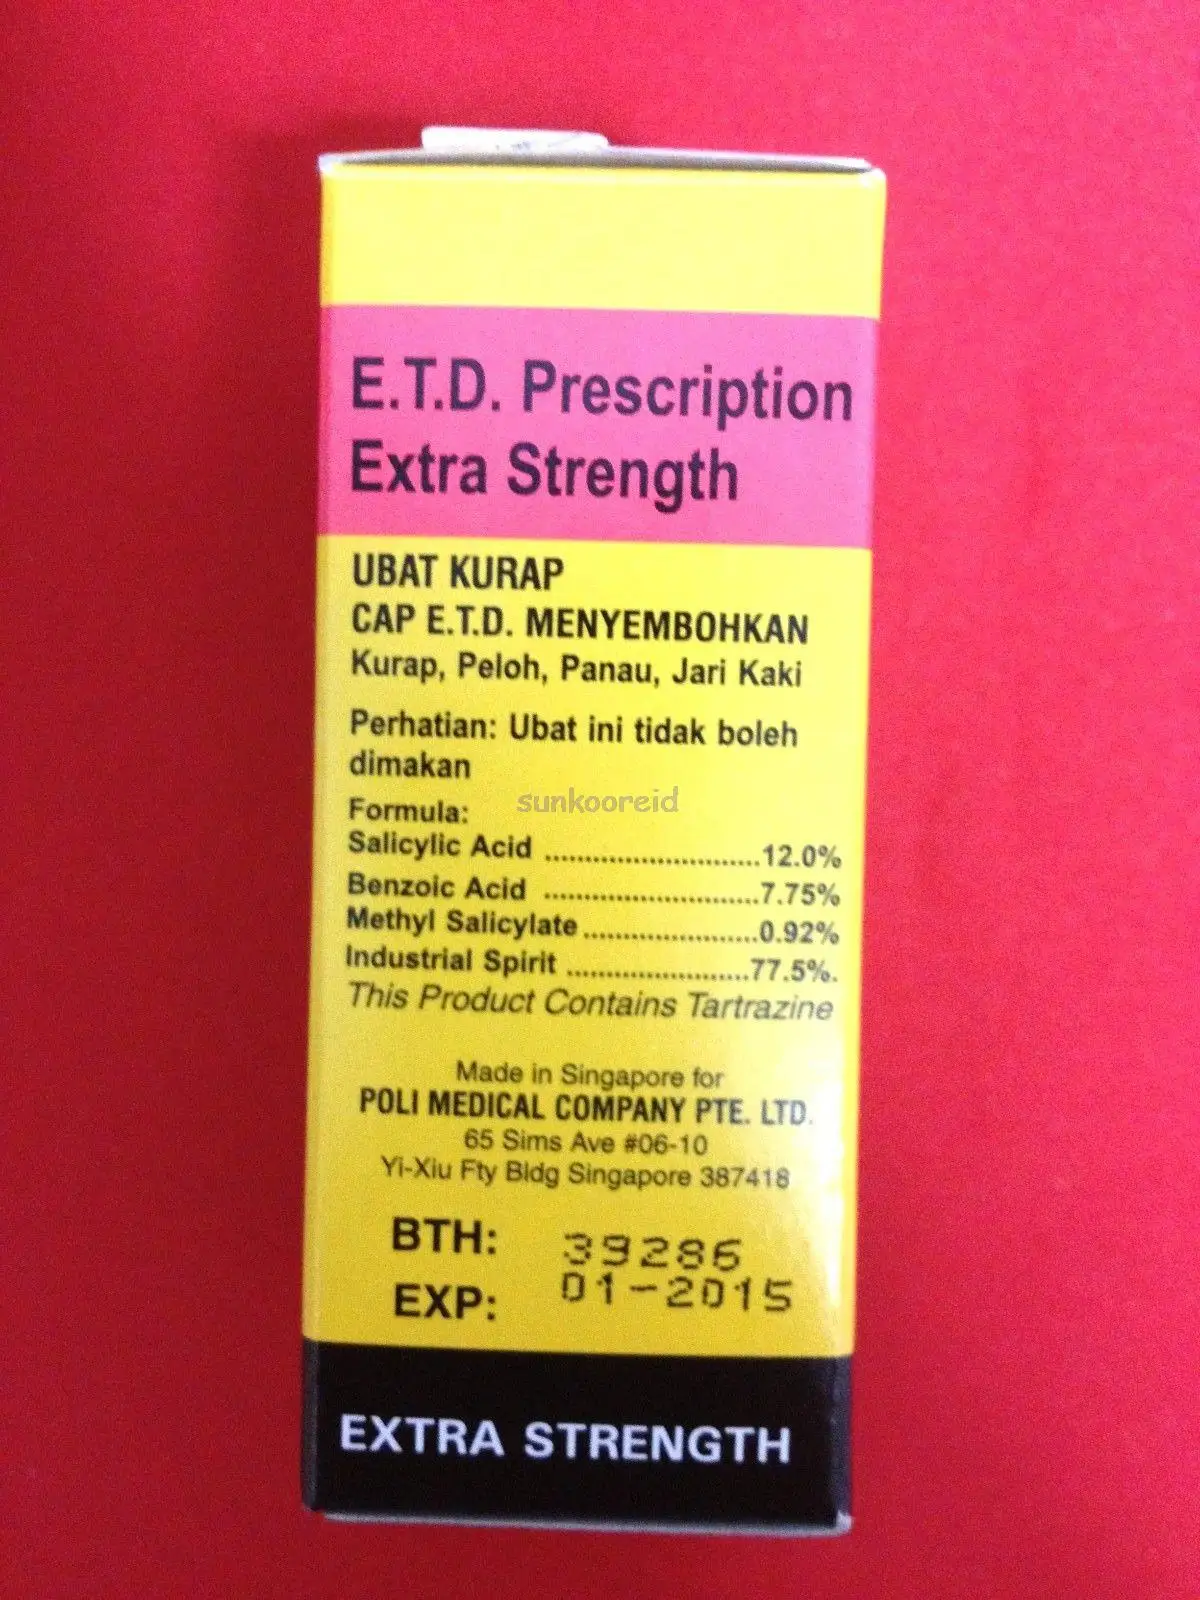 E.T.D. Prescription
Extra Strength
UBAT KURAP
CAP E.T.D. MENYEMBOHKAN
Kurap, Peloh, Panau, Jari Kaki
Perhatian: Ubat ini tidak boleh
dimakan
sunkooreid
Formula:
Salicylic Acid ...........................12.0%
Benzoic Acid ...........................7.75%
Methyl Salicylate......................0.92%
Industrial Spirit .......................77.5%.
This Product Contains Tartrazine
Made in Singapore for
POLI MEDICAL COMPANY PTE. LTD.
65 Sims Ave #06-10
Yi-Xiu Fty Bldg Singapore 387418
BTH: 39286
EXP: 01-2015
EXTRA STRENGTH